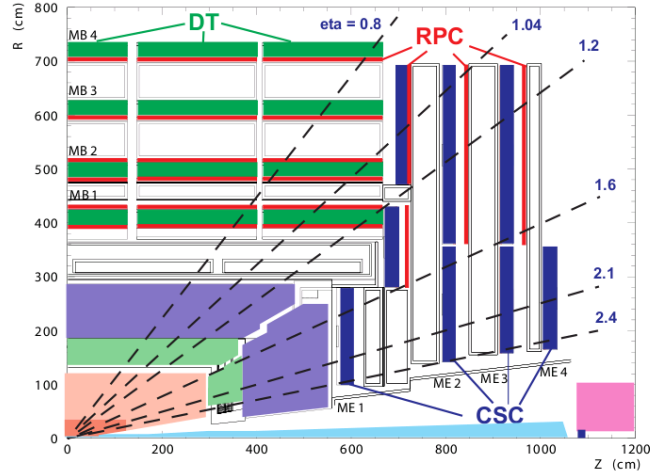 R (cm)
800
700
600
500
400
300
200
100
0
MB 4
MB 3
MB 2
MB 1
DT
eta = 0.8
1.04
RPC
1.2
1.6
2.1
2.4
ME 1
ME 2
ME 3
ME 4
CSC
0
200
400
600
800
1000
1200
Z (cm)